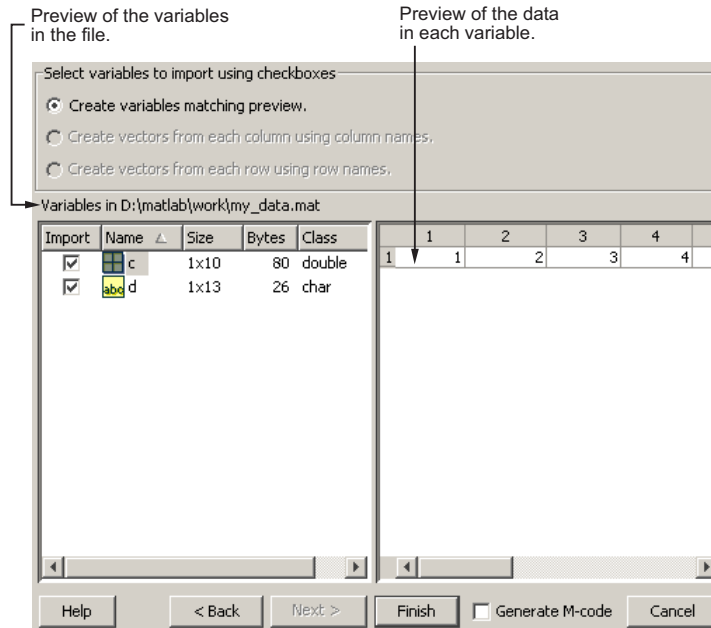 Preview of the variables
in the file.
Preview of the data
in each variable.
Select variables to import using checkboxes
Create variables matching preview.
Create vectors from each column using column names.
Create vectors from each row using row names.
Variables in D:\matlab\work\my_data.mat
Import Name Size Bytes Class
c 1x10 80 double
abc d 1x13 26 char
1 2 3 4
1 1 2 3 4
Help < Back Next > Finish Generate M-code Cancel